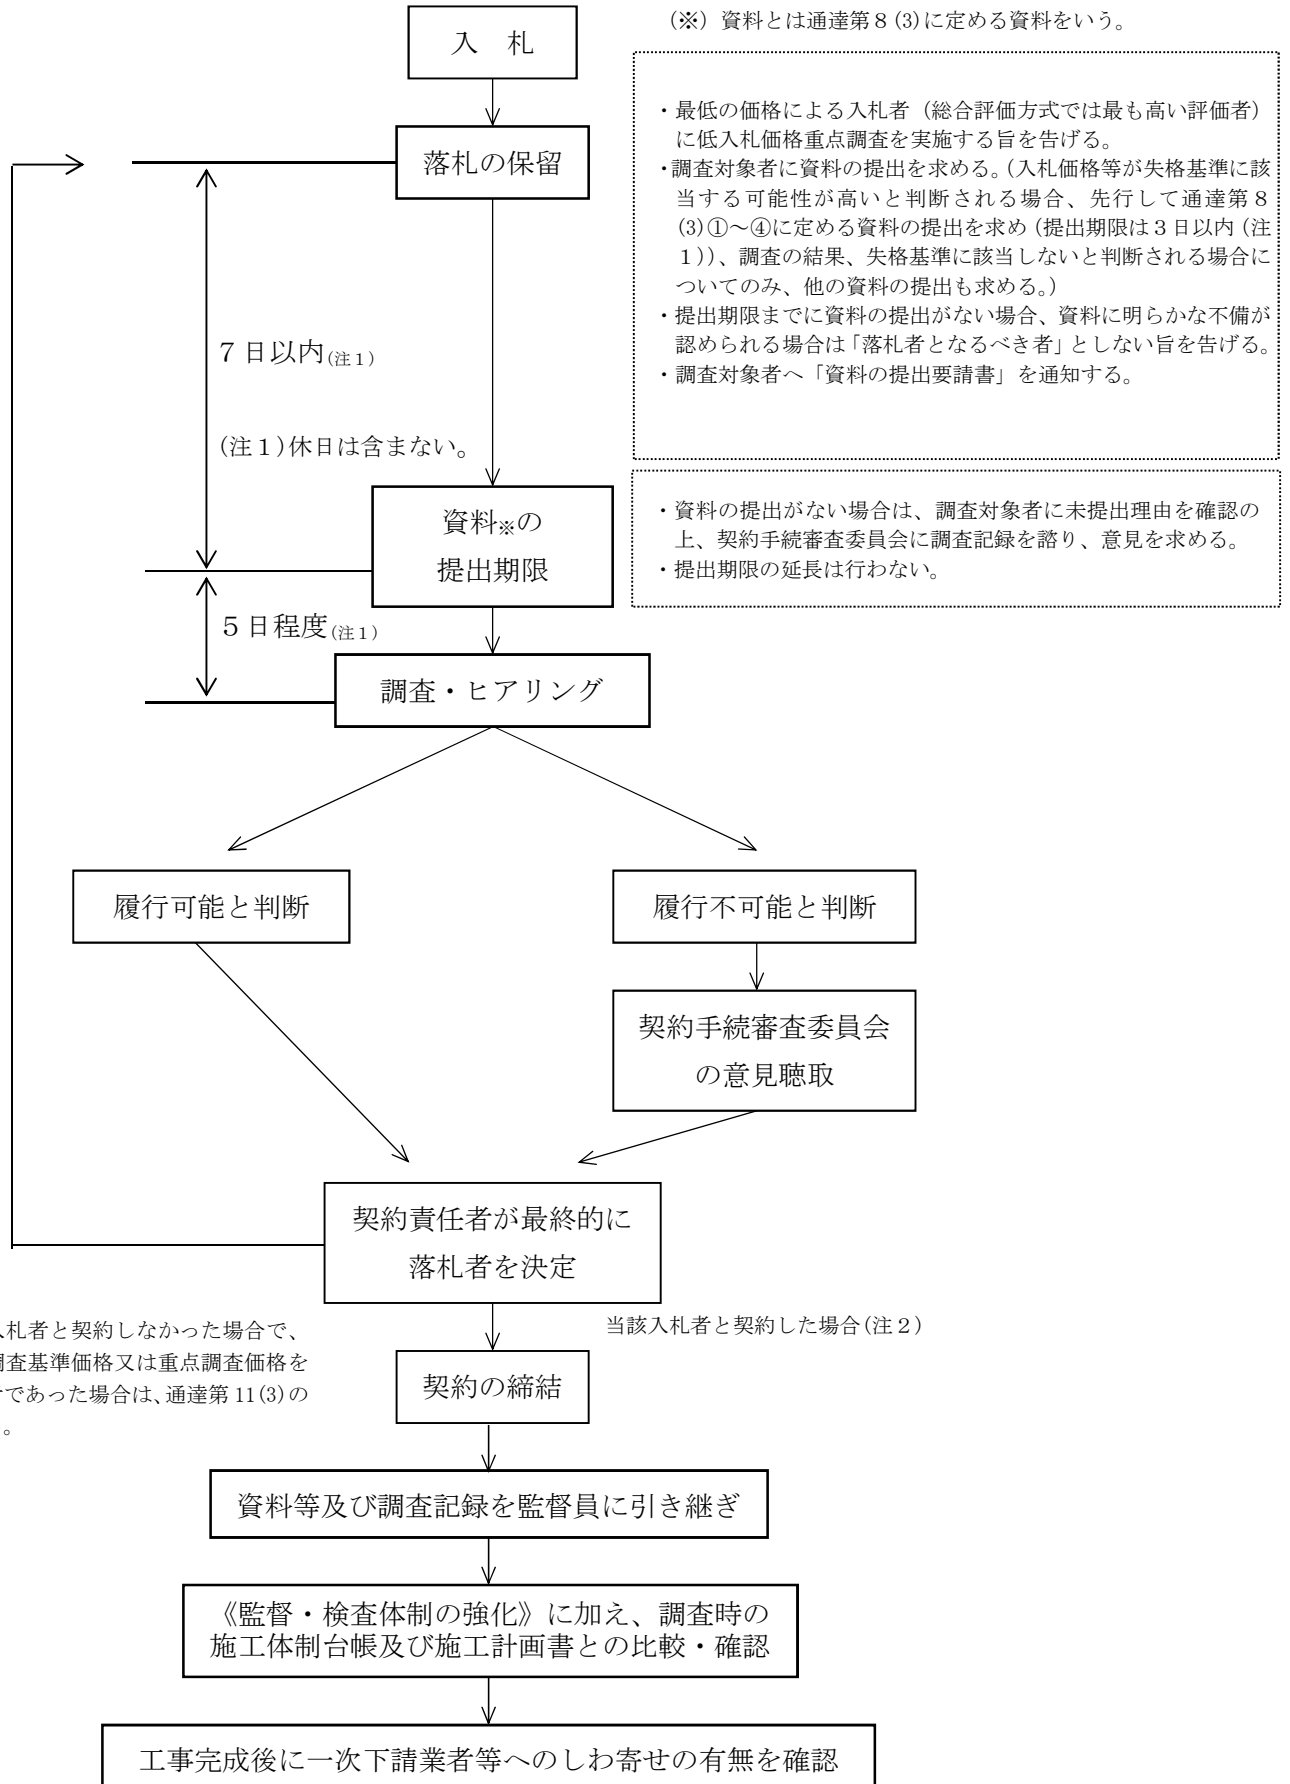 (※) 資料とは通達第８(3)に定める資料をいう。
入　札
・最低の価格による入札者（総合評価方式では最も高い評価者）
に低入札価格重点調査を実施する旨を告げる。
・調査対象者に資料の提出を求める。（入札価格等が失格基準に該
当する可能性が高いと判断される場合、先行して通達第８
(3)①～④に定める資料の提出を求め（提出期限は３日以内（注
１））、調査の結果、失格基準に該当しないと判断される場合に
ついてのみ、他の資料の提出も求める。）
・提出期限までに資料の提出がない場合、資料に明らかな不備が
認められる場合は「落札者となるべき者」としない旨を告げる。
・調査対象者へ「資料の提出要請書」を通知する。
落札の保留
７日以内(注１)
(注１)休日は含まない。
資料※の
提出期限
・資料の提出がない場合は、調査対象者に未提出理由を確認の
上、契約手続審査委員会に調査記録を諮り、意見を求める。
・提出期限の延長は行わない。
５日程度(注１)
調査・ヒアリング
履行可能と判断
履行不可能と判断
契約手続審査委員会
の意見聴取
契約責任者が最終的に
落札者を決定
入札者と契約しなかった場合で、
調査基準価格又は重点調査価格を
であった場合は、通達第 11(3)の
。
当該入札者と契約した場合(注２)
契約の締結
資料等及び調査記録を監督員に引き継ぎ
《監督・検査体制の強化》に加え、調査時の
施工体制台帳及び施工計画書との比較・確認
工事完成後に一次下請業者等へのしわ寄せの有無を確認